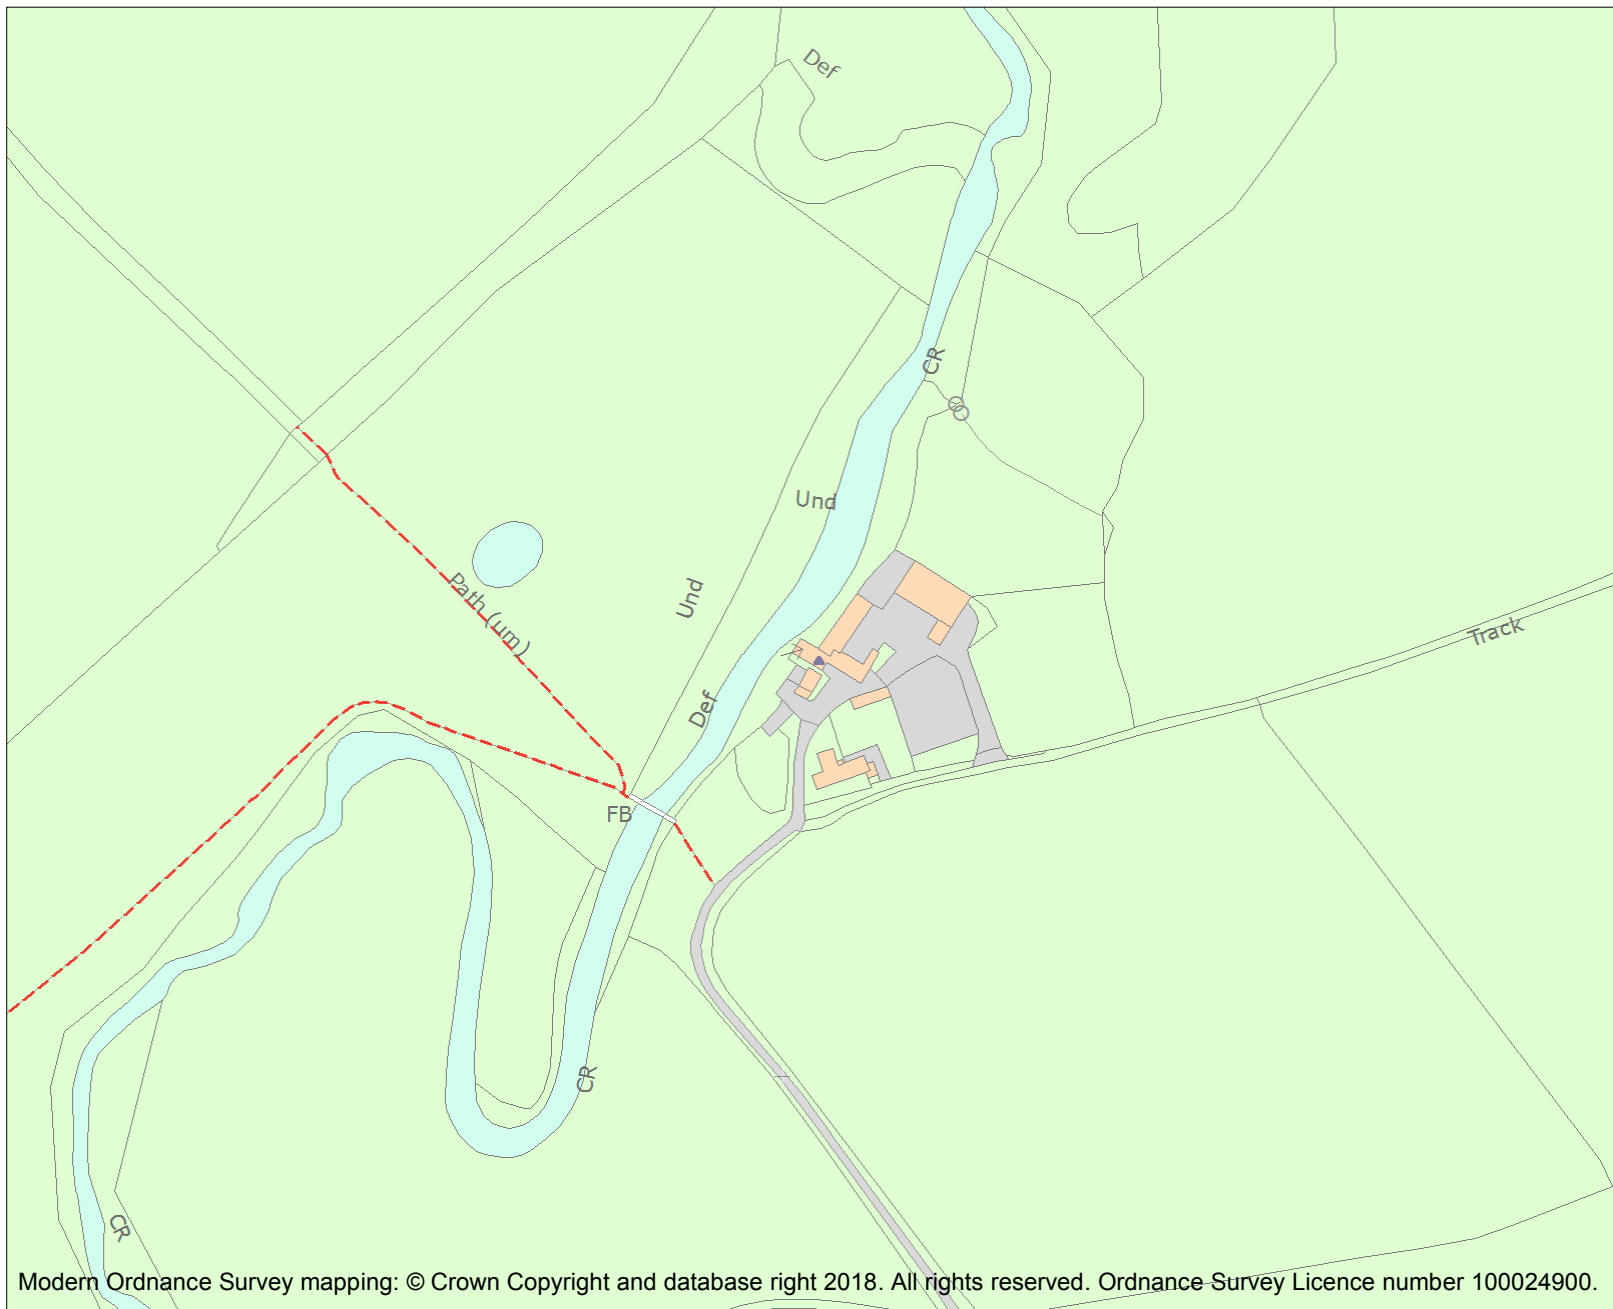 Def
CR
Und
Path (um)
Und
Track
Def
FB
CR
CR
Modern Ordnance Survey mapping: © Crown Copyright and database right 2018. All rights reserved. Ordnance Survey Licence number 100024900.